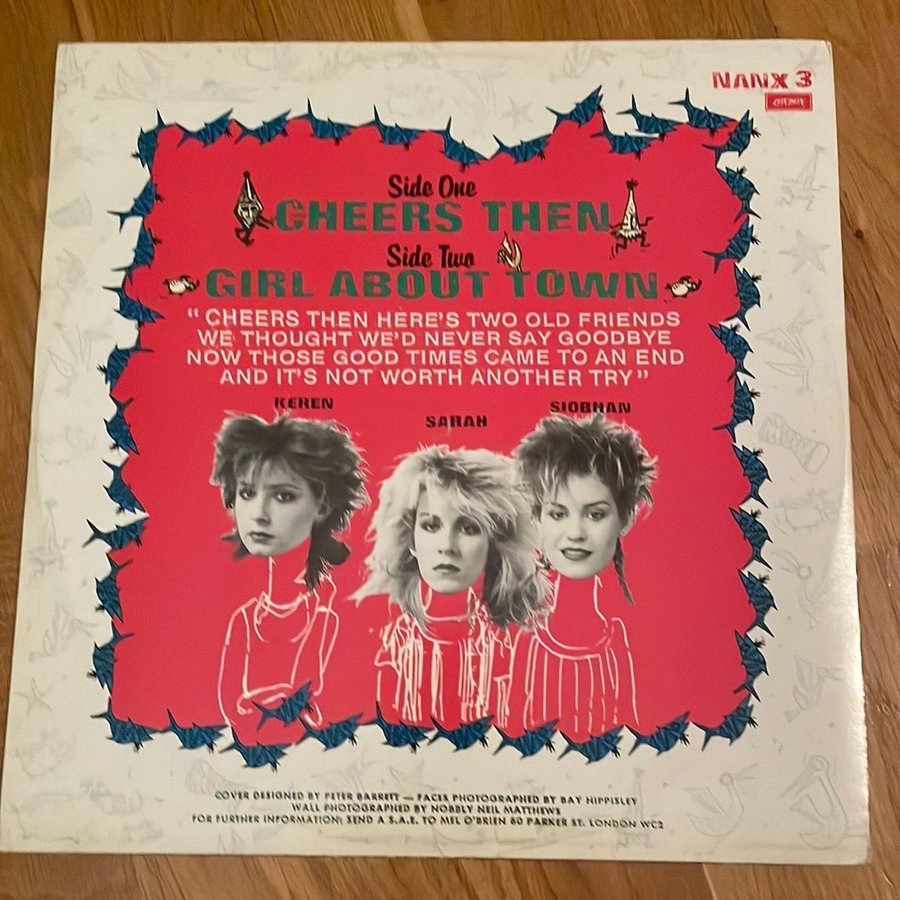 NANX 3
LONDON
Side One
CHEERS THEN
Side Two
GIRL ABOUT TOWN
“ CHEERS THEN HERE'S TWO OLD FRIENDS
WE THOUGHT WE'D NEVER SAY GOODBYE
NOW THOSE GOOD TIMES CAME TO AN END
AND IT'S NOT WORTH ANOTHER TRY ”
KEREN
SARAH
SIOBHAN
COVER DESIGNED BY PETER BARRETT — FACES PHOTOGRAPHED BY BAY HIPPISLEY
WALL PHOTOGRAPHED BY NOBBLY NEIL MATTHEWS
FOR FURTHER INFORMATION: SEND A S.A.E. TO MEL O'BRIEN 60 PARKER ST. LONDON WC2